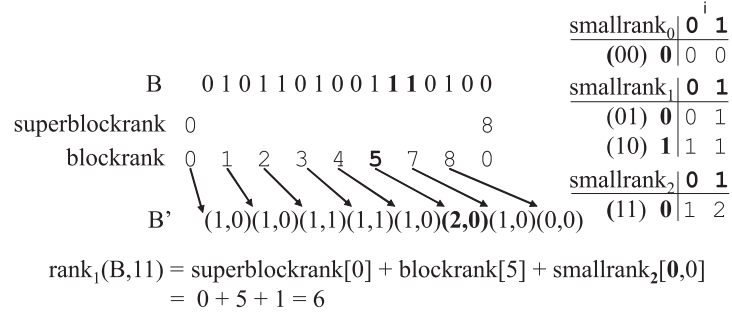 i
smallrank₀ 0 1
(00) 0 0 0
B 0 1 0 1 1 0 1 0 0 1 1 1 0 1 0 0
smallrank₁ 0 1
(01) 0 0 1
(10) 1 1 1
superblockrank 0 8
blockrank 0 1 2 3 4 5 7 8 0
smallrank₂ 0 1
(11) 0 1 2
B’ (1,0)(1,0)(1,1)(1,1)(1,0)(2,0)(1,0)(0,0)
rank₁(B,11) = superblockrank[0] + blockrank[5] + smallrank₂[0,0]
= 0 + 5 + 1 = 6